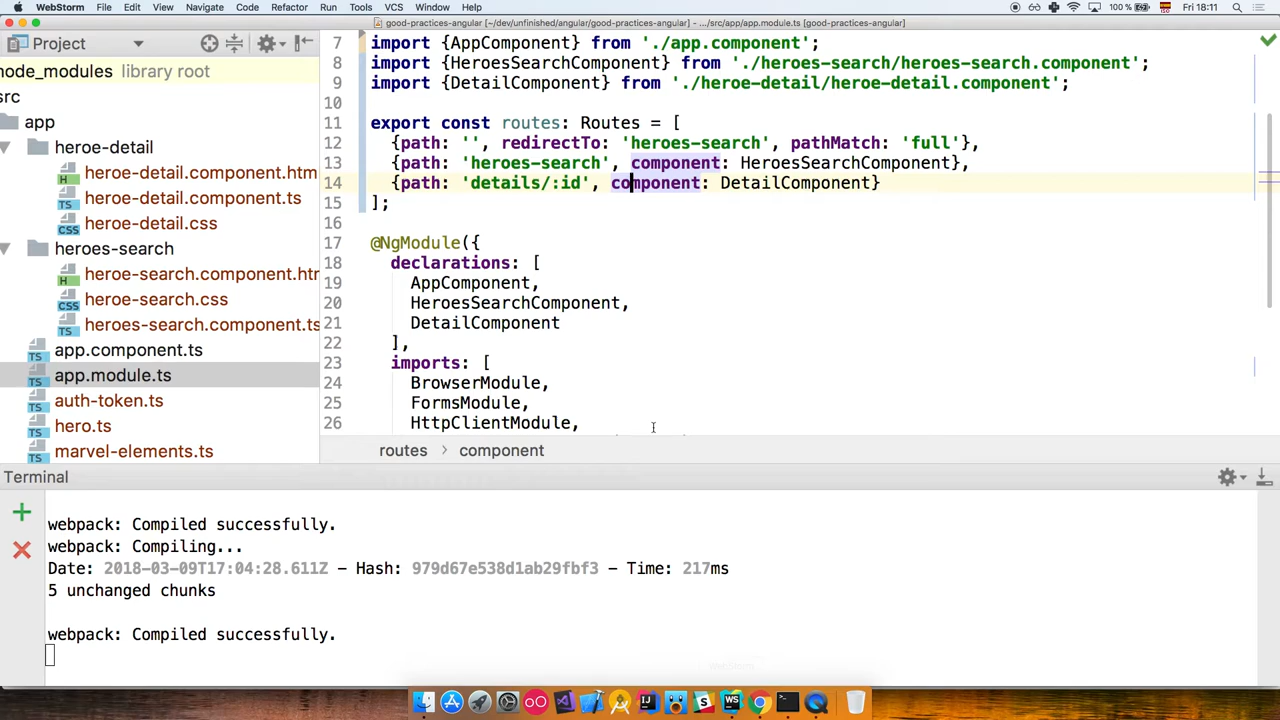 WebStorm File Edit View Navigate Code Refactor Run Tools VCS Window Help 100 % Fri 18:11
good-practices-angular [~/dev/unfinished/angular/good-practices-angular] - .../src/app/app.module.ts [good-practices-angular]
Project
node_modules library root
src
app
heroe-detail
heroe-detail.component.htm
heroe-detail.component.ts
heroe-detail.css
heroes-search
heroe-search.component.htr
heroe-search.css
heroes-search.component.ts
app.component.ts
app.module.ts
auth-token.ts
hero.ts
marvel-elements.ts
7 import {AppComponent} from './app.component';
8 import {HeroesSearchComponent} from './heroes-search/heroes-search.component';
9 import {DetailComponent} from './heroe-detail/heroe-detail.component';
10
11 export const routes: Routes = [
12 {path: '', redirectTo: 'heroes-search', pathMatch: 'full'},
13 {path: 'heroes-search', component: HeroesSearchComponent},
14 {path: 'details/:id', component: DetailComponent}
15 ];
16
17 @NgModule({
18 declarations: [
19 AppComponent,
20 HeroesSearchComponent,
21 DetailComponent
22 ],
23 imports: [
24 BrowserModule,
25 FormsModule,
26 HttpClientModule,
routes > component
Terminal
webpack: Compiled successfully.
webpack: Compiling...
Date: 2018-03-09T17:04:28.611Z - Hash: 979d67e538d1ab29fbf3 - Time: 217ms
5 unchanged chunks
webpack: Compiled successfully.